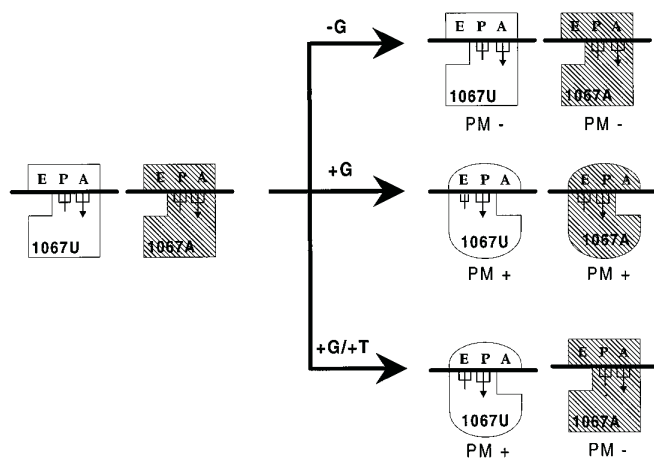 -G
E P A E P A
1067U 1067A
PM - PM -
+G
E P A E P A
1067U 1067A
PM + PM +
E P A E P A
1067U 1067A
+G/+T
E P A E P A
1067U 1067A
PM + PM -